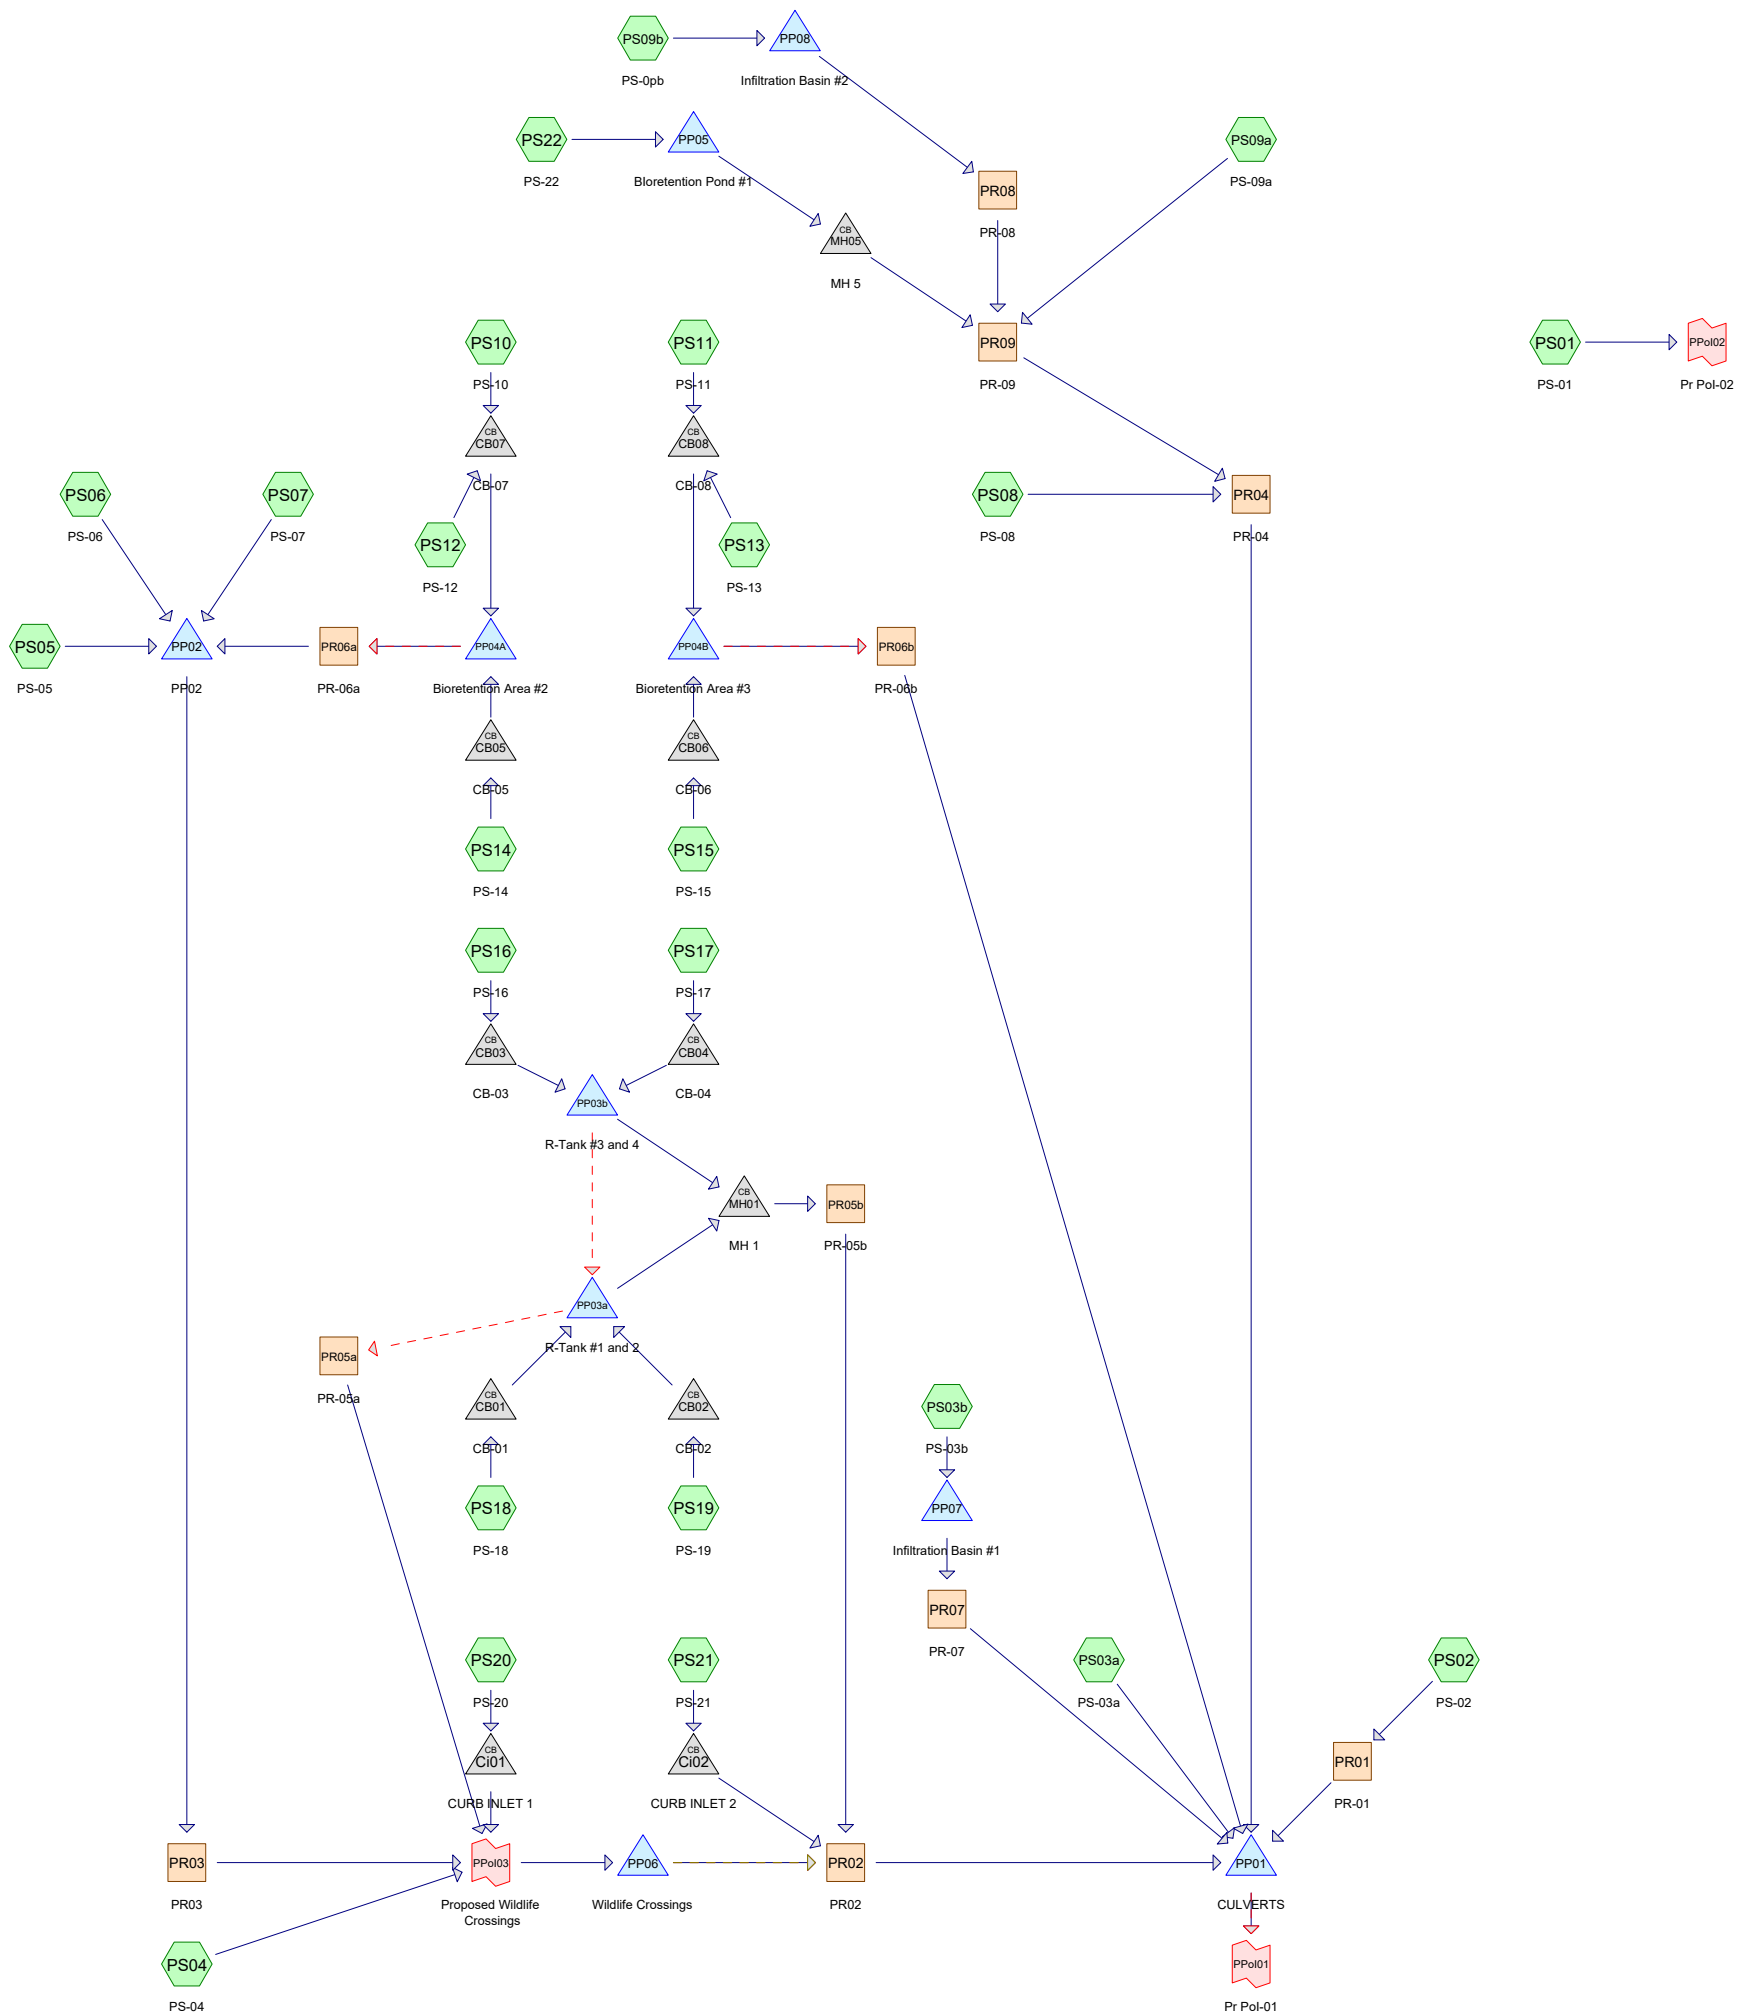 PS09b
PP08
PS-0pb
Infiltration Basin #2
PS22
PP05
PS09a
PS-22
BIoretention Pond #1
PS-09a
PR08
PR-08
CB
MH05
MH 5
PS10
PS11
PR09
PS01
PPoI02
PS-10
PS-11
PR-09
PS-01
Pr PoI-02
CB
CB07
CB
CB08
CB-07
CB-08
PS06
PS07
PS08
PR04
PS-06
PS-07
PS-08
PR-04
PS12
PS13
PS-12
PS-13
PS05
PP02
PR06a
PP04A
PP04B
PR06b
PS-05
PP02
PR-06a
Bioretention Area #2
Bioretention Area #3
PR-06b
CB
CB05
CB
CB06
CB-05
CB-06
PS14
PS15
PS-14
PS-15
PS16
PS17
PS-16
PS-17
CB
CB03
CB
CB04
CB-03
CB-04
PP03b
R-Tank #3 and 4
CB
MH01
PR05b
MH 1
PR-05b
PP03a
R-Tank #1 and 2
PR05a
PR-05a
CB
CB01
CB
CB02
PS03b
CB-01
CB-02
PS-03b
PS18
PS19
PP07
PS-18
PS-19
Infiltration Basin #1
PR07
PR-07
PS20
PS21
PS03a
PS02
PS-20
PS-21
PS-03a
PS-02
CB
Ci01
CB
Ci02
PR01
CURB INLET 1
CURB INLET 2
PR-01
PR03
PPoI03
PP06
PR02
PP01
PR03
Proposed Wildlife
Crossings
Wildlife Crossings
PR02
CULVERTS
PS04
PPoI01
PS-04
Pr PoI-01